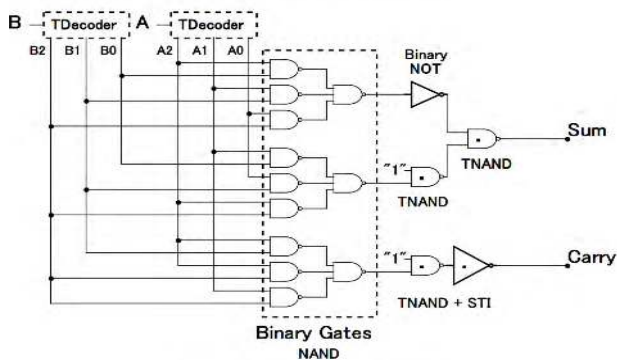 B TDecoder A TDecoder
B2 B1 B0 A2 A1 A0
Binary
NOT
Sum
TNAND
"1"
TNAND
"1"
Carry
TNAND + STI
Binary Gates
NAND